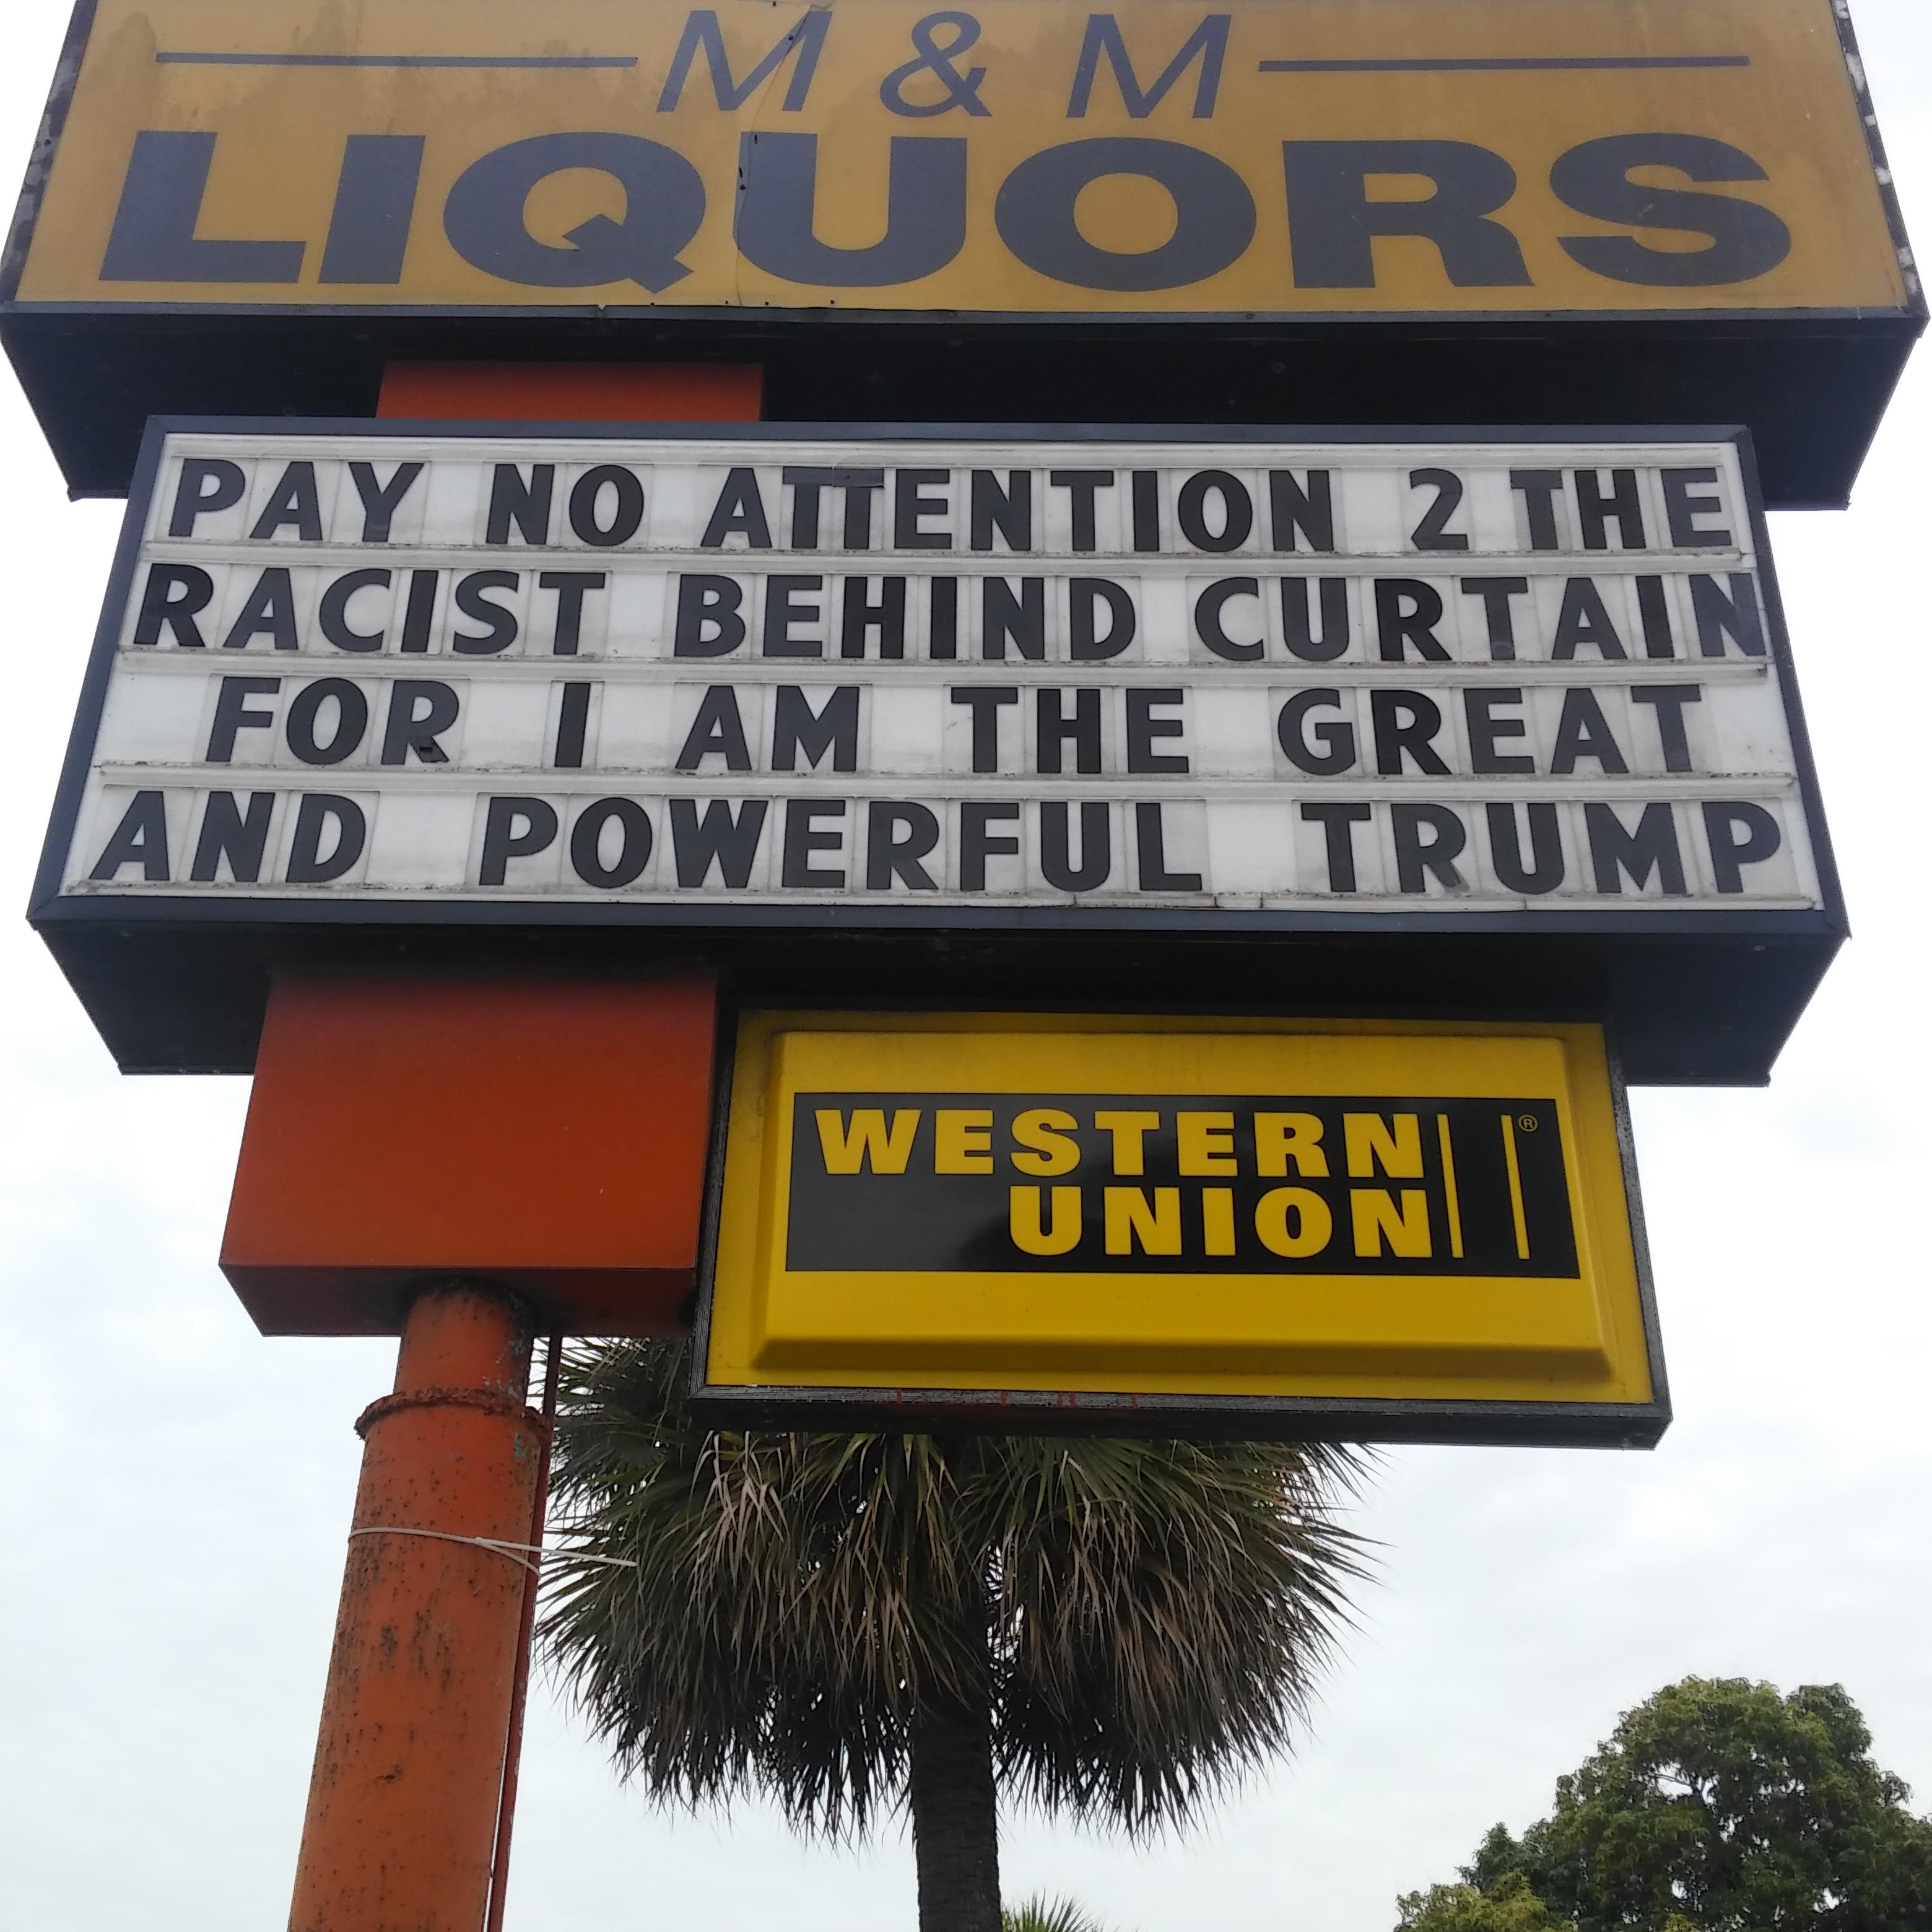 M & M
LIQUORS
PAY NO ATTENTION 2 THE
RACIST BEHIND CURTAIN
FOR I AM THE GREAT
AND POWERFUL TRUMP
WESTERN
UNION
®